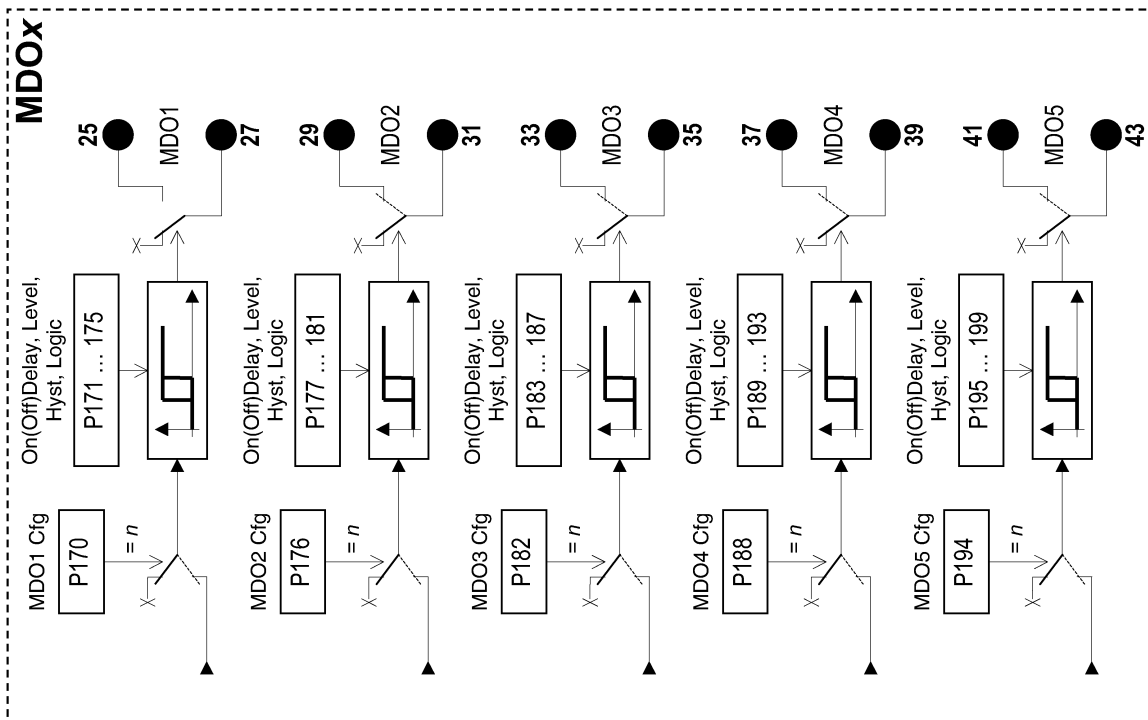 MDOx
MDO1 Cfg
P170
= n
On(Off)Delay, Level,
Hyst, Logic
P171 ... 175
25
MDO1
27
MDO2 Cfg
P176
= n
On(Off)Delay, Level,
Hyst, Logic
P177 ... 181
29
MDO2
31
MDO3 Cfg
P182
= n
On(Off)Delay, Level,
Hyst, Logic
P183 ... 187
33
MDO3
35
MDO4 Cfg
P188
= n
On(Off)Delay, Level,
Hyst, Logic
P189 ... 193
37
MDO4
39
MDO5 Cfg
P194
= n
On(Off)Delay, Level,
Hyst, Logic
P195 ... 199
41
MDO5
43